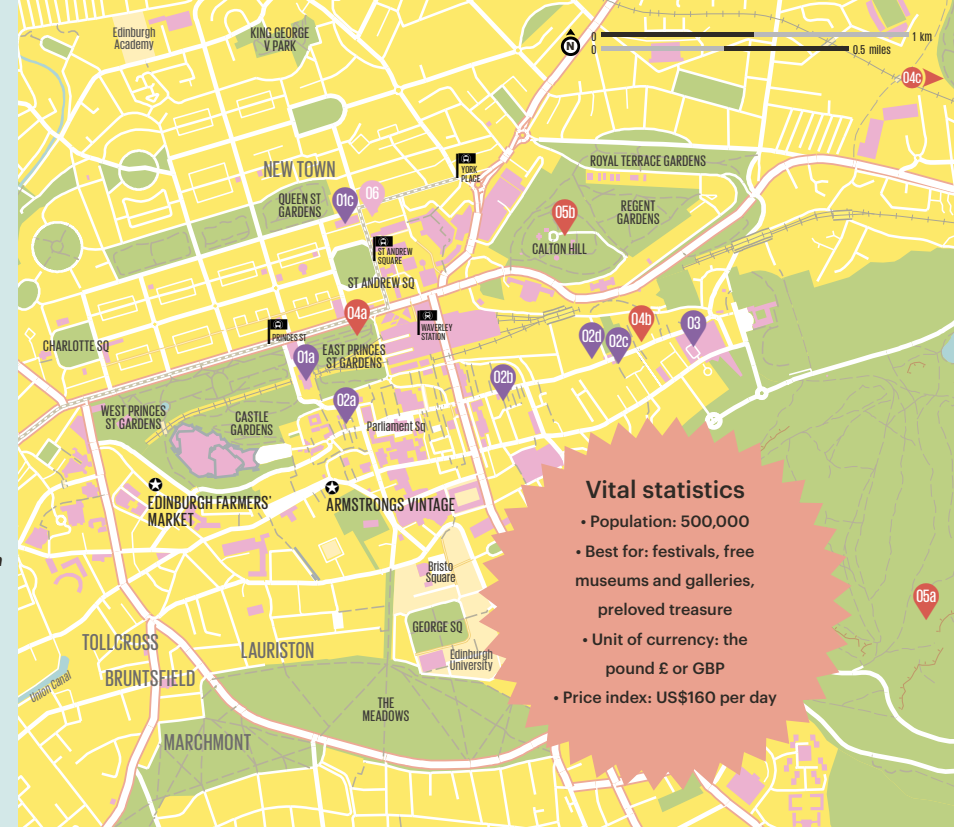 Edinburgh
Academy
KING GEORGE
V PARK
N
0
1 km
0
0.5 miles
04c
NEW TOWN
YORK
PLACE
ROYAL TERRACE GARDENS
QUEEN ST
GARDENS
01c
06
05b
REGENT
GARDENS
CALTON HILL
ST ANDREW
SQUARE
ST ANDREW SQ
04a
WAVERLEY
STATION
04b
03
02d
02c
PRINCES ST
CHARLOTTE SQ
01a
EAST PRINCES
ST GARDENS
02b
02a
WEST PRINCES
ST GARDENS
CASTLE
GARDENS
Parliament Sq
EDINBURGH FARMERS'
MARKET
ARMSTRONGS VINTAGE
Vital statistics
• Population: 500,000
• Best for: festivals, free
museums and galleries,
preloved treasure
• Unit of currency: the
pound £ or GBP
• Price index: US$160 per day
Bristo
Square
05a
GEORGE SQ
Edinburgh
University
TOLLCROSS
LAURISTON
BRUNTSFIELD
Union Canal
THE
MEADOWS
MARCHMONT